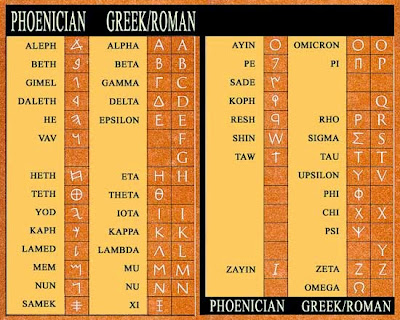 PHOENICIAN GREEK/ROMAN
ALEPH 𐤀 ALPHA Α A
BETH 𐤁 BETA Β B
GIMEL 𐤂 GAMMA Γ C
DALETH 𐤃 DELTA Δ D
HE 𐤄 EPSILON Ε E
VAV 𐤅 F
G
HETH 𐤇 ETA Η H
TETH 𐤈 THETA Θ
YOD 𐤉 IOTA Ι I
KAPH 𐤊 KAPPA Κ K
LAMED 𐤋 LAMBDA Λ L
MEM 𐤌 MU Μ M
NUN 𐤍 NU Ν N
SAMEK 𐤎 XI Ξ
AYIN 𐤏 OMICRON Ο O
PE 𐤐 PI Π P
SADE 𐤑
KOPH 𐤒 Q
RESH 𐤓 RHO Ρ R
SHIN 𐤔 SIGMA Σ S
TAW 𐤕 TAU Τ T
UPSILON Υ V
PHI Φ
CHI Χ X
PSI Ψ
Y
ZAYIN 𐤆 ZETA Ζ Z
OMEGA Ω
PHOENICIAN GREEK/ROMAN